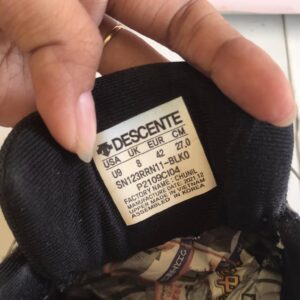 DESCENTE
USA UK EUR CM
U9 8 42 27.0
SN123RRN11-BLK0
P2109CI04
FACTORY NAME: CHUNIL
MANUFACTURE DATE: 2021.12
UPPER MADE IN VIETNAM
ASSEMBLED IN KOREA